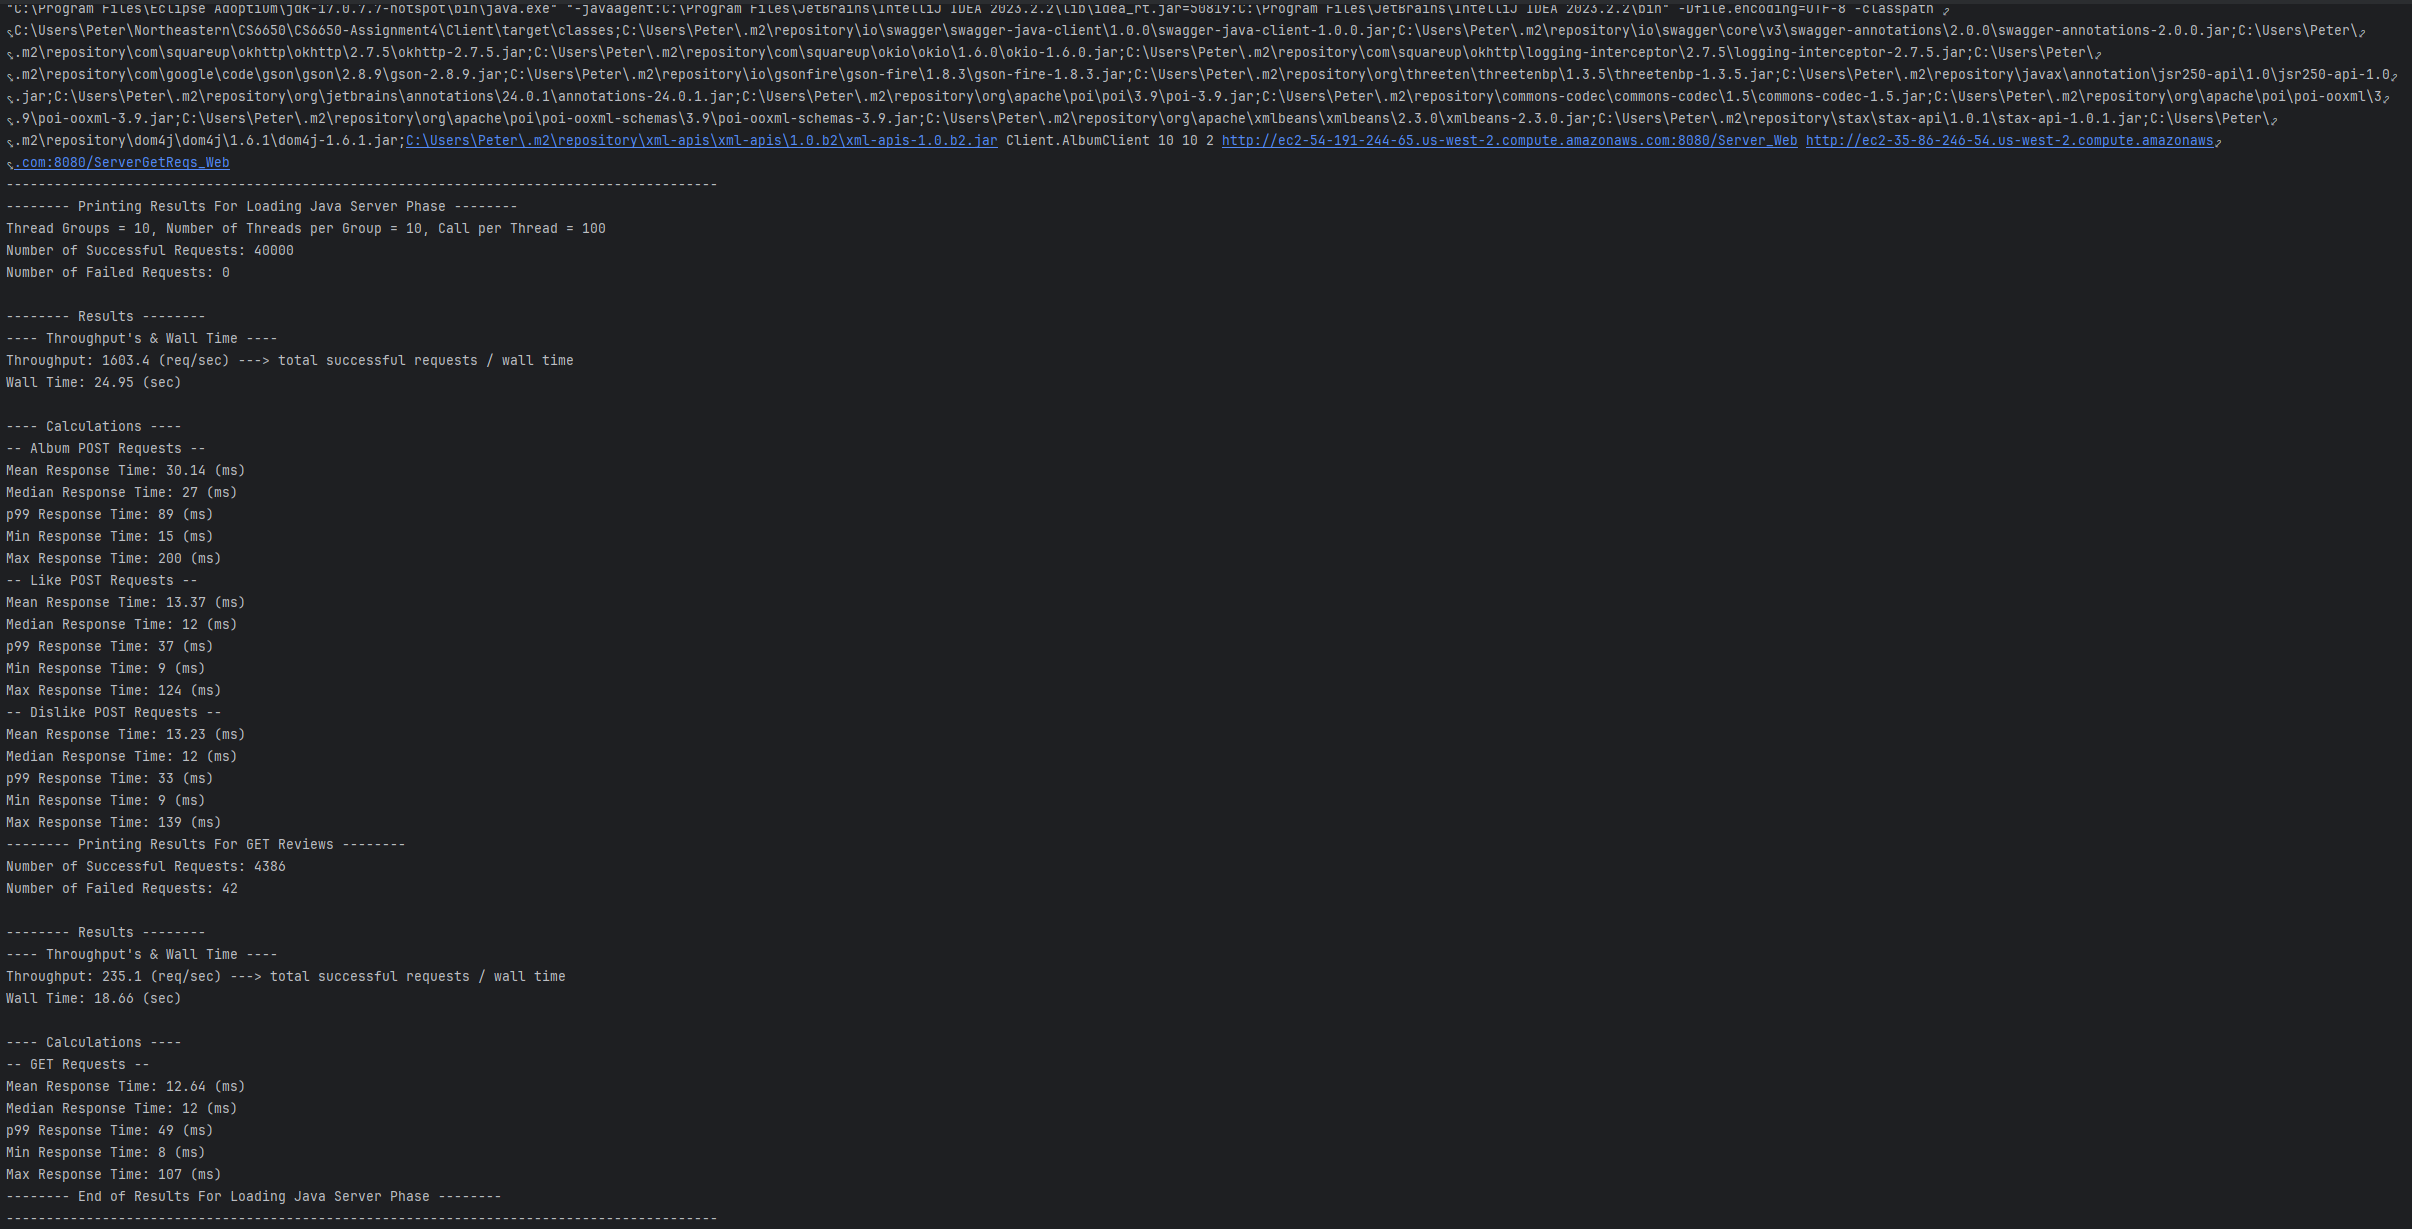 "C:\Program Files\Eclipse Adoptium\jdk-17.0.7.7-hotspot\bin\java.exe" "-javaagent:C:\Program Files\JetBrains\IntelliJ IDEA 2023.2.2\lib\idea_rt.jar=50819:C:\Program Files\JetBrains\IntelliJ IDEA 2023.2.2\bin" -Dfile.encoding=UTF-8 -classpath
C:\Users\Peter\Northeastern\CS6650\CS6650-Assignment4\Client\target\classes;C:\Users\Peter\.m2\repository\io\swagger\swagger-java-client\1.0.0\swagger-java-client-1.0.0.jar;C:\Users\Peter\.m2\repository\io\swagger\core\v3\swagger-annotations\2.0.0\swagger-annotations-2.0.0.jar;C:\Users\Peter\
.m2\repository\com\squareup\okhttp\okhttp\2.7.5\okhttp-2.7.5.jar;C:\Users\Peter\.m2\repository\com\squareup\okio\okio\1.6.0\okio-1.6.0.jar;C:\Users\Peter\.m2\repository\com\squareup\okhttp\logging-interceptor\2.7.5\logging-interceptor-2.7.5.jar;C:\Users\Peter\
.m2\repository\com\google\code\gson\gson\2.8.9\gson-2.8.9.jar;C:\Users\Peter\.m2\repository\io\gsonfire\gson-fire\1.8.3\gson-fire-1.8.3.jar;C:\Users\Peter\.m2\repository\org\threeten\threetenbp\1.3.5\threetenbp-1.3.5.jar;C:\Users\Peter\.m2\repository\javax\annotation\jsr250-api\1.0\jsr250-api-1.0
.jar;C:\Users\Peter\.m2\repository\org\jetbrains\annotations\24.0.1\annotations-24.0.1.jar;C:\Users\Peter\.m2\repository\org\apache\poi\poi\3.9\poi-3.9.jar;C:\Users\Peter\.m2\repository\commons-codec\commons-codec\1.5\commons-codec-1.5.jar;C:\Users\Peter\.m2\repository\org\apache\poi\poi-ooxml\3
.9\poi-ooxml-3.9.jar;C:\Users\Peter\.m2\repository\org\apache\poi\poi-ooxml-schemas\3.9\poi-ooxml-schemas-3.9.jar;C:\Users\Peter\.m2\repository\org\apache\xmlbeans\xmlbeans\2.3.0\xmlbeans-2.3.0.jar;C:\Users\Peter\.m2\repository\stax\stax-api\1.0.1\stax-api-1.0.1.jar;C:\Users\Peter\
.m2\repository\dom4j\dom4j\1.6.1\dom4j-1.6.1.jar;C:\Users\Peter\.m2\repository\xml-apis\xml-apis\1.0.b2\xml-apis-1.0.b2.jar Client.AlbumClient 10 10 2 http://ec2-54-191-244-65.us-west-2.compute.amazonaws.com:8080/Server_Web http://ec2-35-86-246-54.us-west-2.compute.amazonaws
.com:8080/ServerGetReqs_Web
-----------------------------------------------------------------------------------------
-------- Printing Results For Loading Java Server Phase --------
Thread Groups = 10, Number of Threads per Group = 10, Call per Thread = 100
Number of Successful Requests: 40000
Number of Failed Requests: 0
-------- Results --------
---- Throughput's & Wall Time ----
Throughput: 1603.4 (req/sec) ---> total successful requests / wall time
Wall Time: 24.95 (sec)
---- Calculations ----
-- Album POST Requests --
Mean Response Time: 30.14 (ms)
Median Response Time: 27 (ms)
p99 Response Time: 89 (ms)
Min Response Time: 15 (ms)
Max Response Time: 200 (ms)
-- Like POST Requests --
Mean Response Time: 13.37 (ms)
Median Response Time: 12 (ms)
p99 Response Time: 37 (ms)
Min Response Time: 9 (ms)
Max Response Time: 124 (ms)
-- Dislike POST Requests --
Mean Response Time: 13.23 (ms)
Median Response Time: 12 (ms)
p99 Response Time: 33 (ms)
Min Response Time: 9 (ms)
Max Response Time: 139 (ms)
-------- Printing Results For GET Reviews --------
Number of Successful Requests: 4386
Number of Failed Requests: 42
-------- Results --------
---- Throughput's & Wall Time ----
Throughput: 235.1 (req/sec) ---> total successful requests / wall time
Wall Time: 18.66 (sec)
---- Calculations ----
-- GET Requests --
Mean Response Time: 12.64 (ms)
Median Response Time: 12 (ms)
p99 Response Time: 49 (ms)
Min Response Time: 8 (ms)
Max Response Time: 107 (ms)
-------- End of Results For Loading Java Server Phase --------
-----------------------------------------------------------------------------------------